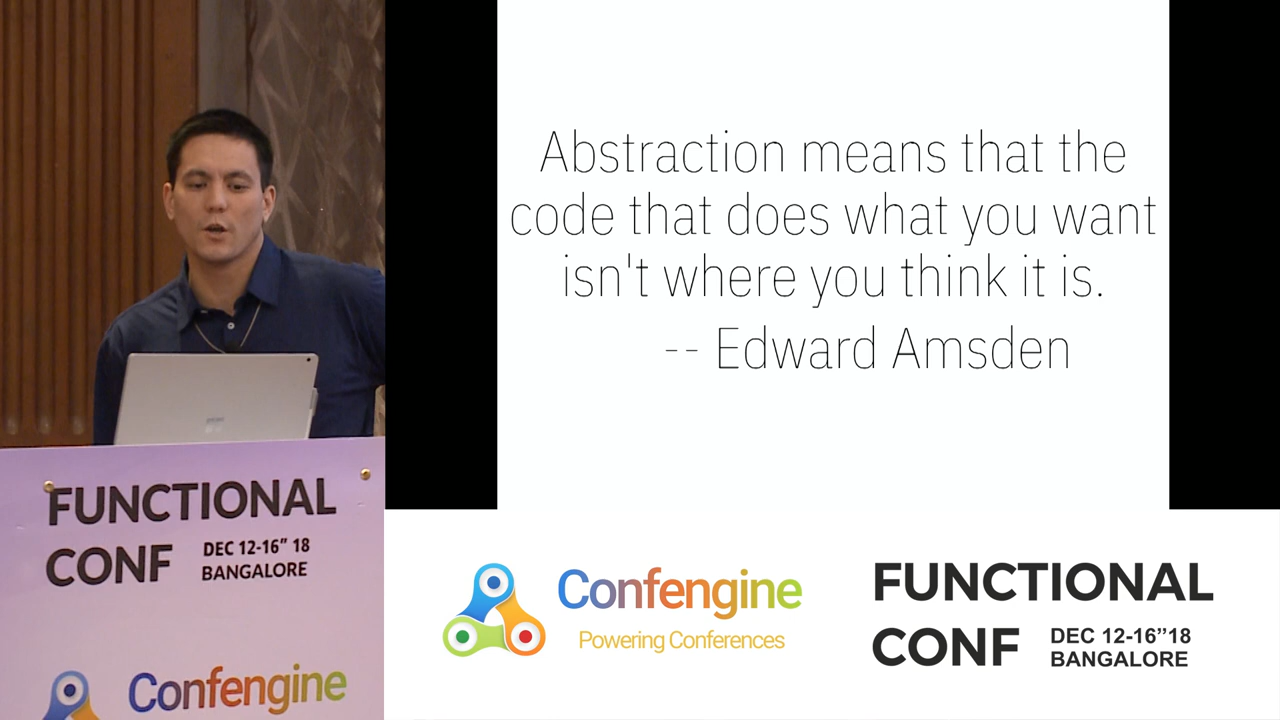 Abstraction means that the
code that does what you want
isn't where you think it is.
-- Edward Amsden
FUNCTIONAL
CONF
DEC 12-16” 18
BANGALORE
Confengine
Confengine
Powering Conferences
FUNCTIONAL
CONF
DEC 12-16”18
BANGALORE